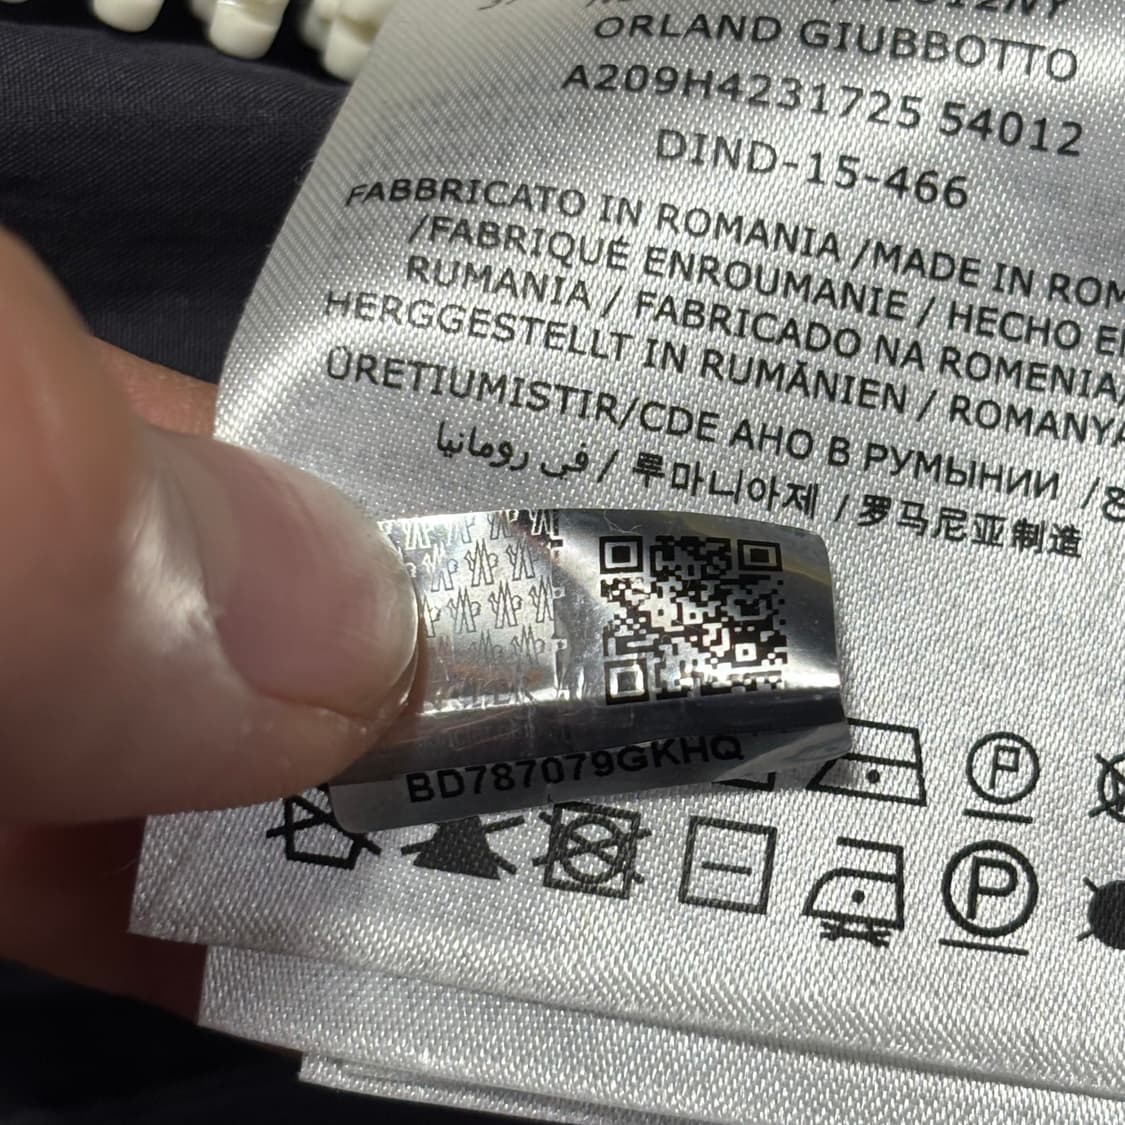 ORLAND GIUBBOTTO
A209H4231725 54012
DIND-15-466
FABBRICATO IN ROMANIA /MADE IN ROM
/FABRIQUÉ ENROUMANIE / HECHO EN
RUMANIA / FABRICADO NA ROMENIA/
HERGGESTELLT IN RUMÄNIEN / ROMANYA
ÜRETIUMISTIR/CDE AHO B PУMЫHИИ /
في رومانيا / 루마니아제 / 罗马尼亚制造
BD787079GKHQ
P
P